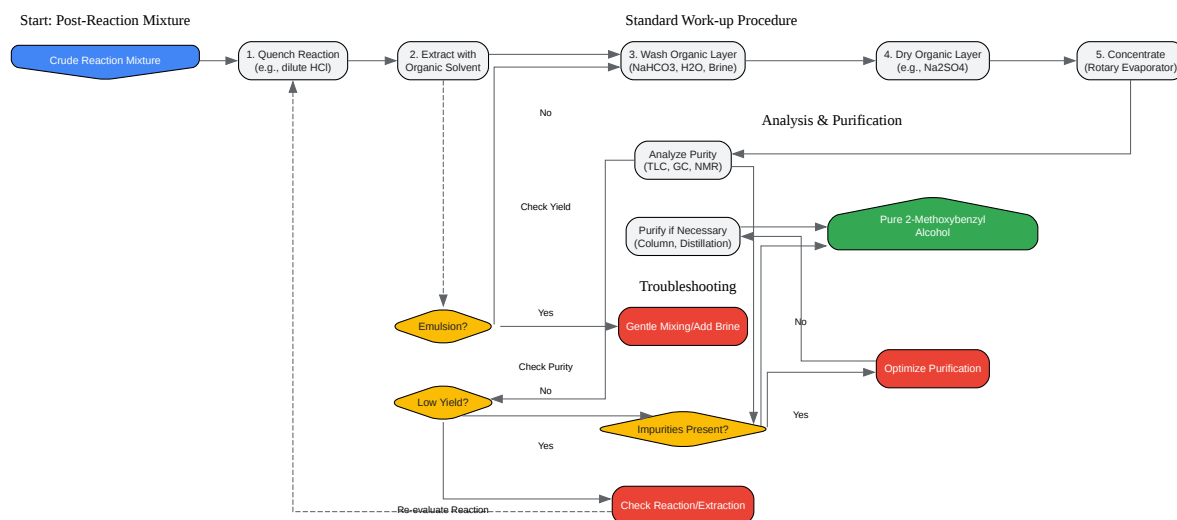 Start: Post-Reaction Mixture
Standard Work-up Procedure
Crude Reaction Mixture
1. Quench Reaction
(e.g., dilute HCl)
2. Extract with
Organic Solvent
3. Wash Organic Layer
(NaHCO3, H2O, Brine)
4. Dry Organic Layer
(e.g., Na2SO4)
5. Concentrate
(Rotary Evaporator)
No
Analysis & Purification
Analyze Purity
(TLC, GC, NMR)
Check Yield
Purify if Necessary
(Column, Distillation)
Pure 2-Methoxybenzyl
Alcohol
Troubleshooting
Emulsion?
Yes
Gentle Mixing/Add Brine
No
Check Purity
Optimize Purification
Low Yield?
No
Impurities Present?
Yes
Yes
Check Reaction/Extraction
Re-evaluate Reaction